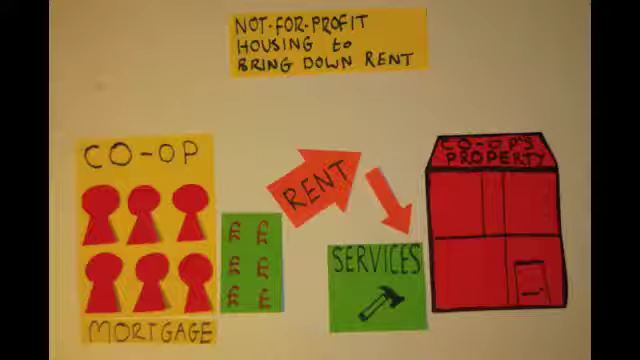 NOT-FOR-PROFIT
HOUSING to
BRING DOWN RENT
CO-OP
£ £
£ £
£ £
MORTGAGE
RENT
SERVICES
CO-OP'S
PROPERTY